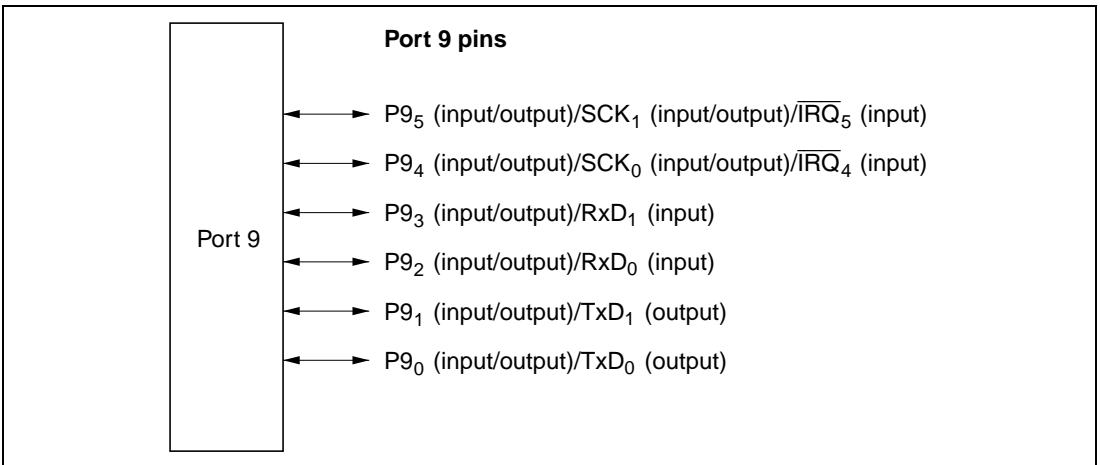 Port 9 pins
P9₅ (input/output)/SCK₁ (input/output)/I̅R̅Q̅₅ (input)
P9₄ (input/output)/SCK₀ (input/output)/I̅R̅Q̅₄ (input)
P9₃ (input/output)/RxD₁ (input)
Port 9
P9₂ (input/output)/RxD₀ (input)
P9₁ (input/output)/TxD₁ (output)
P9₀ (input/output)/TxD₀ (output)